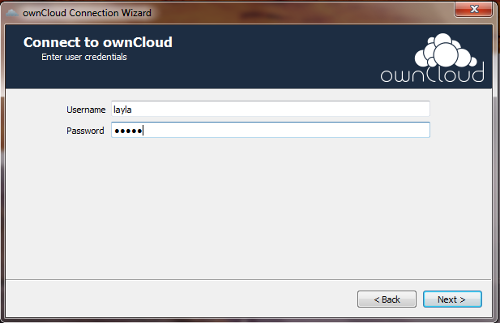 ownCloud Connection Wizard
Connect to ownCloud
Enter user credentials
ownCloud
Username layla
Password •••••
< Back Next >